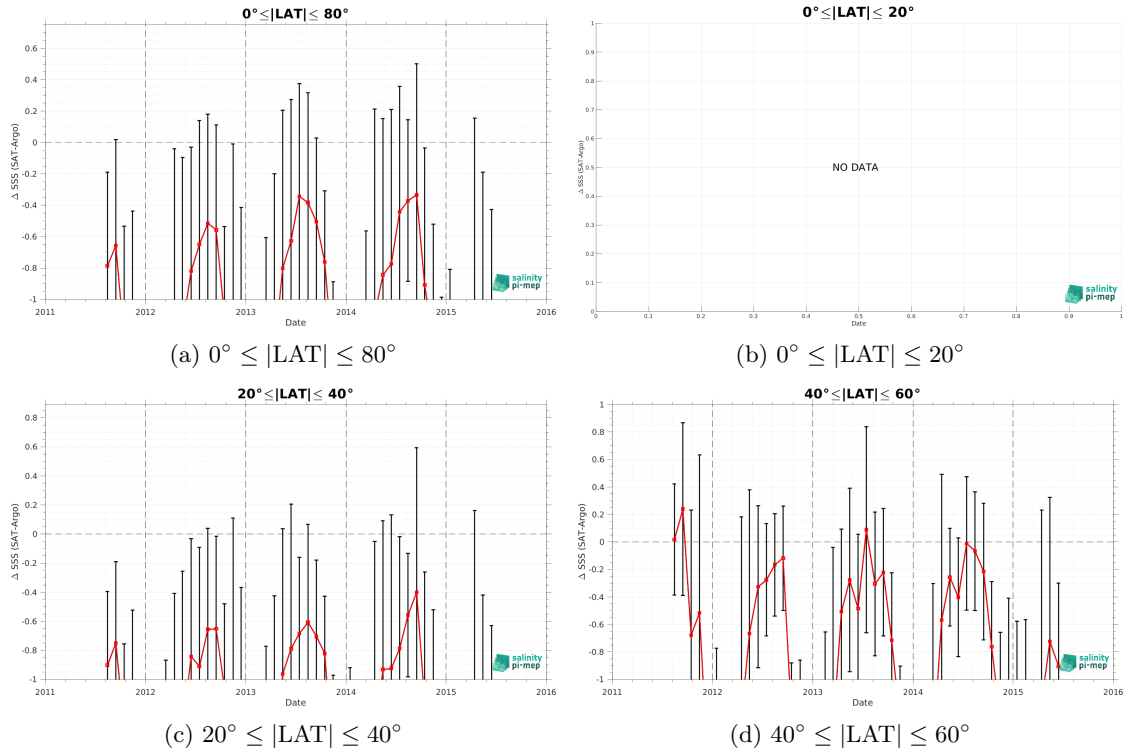 0°≤|LAT|≤ 80°
Δ SSS (SAT-Argo)
0.6
0.4
0.2
0
-0.2
-0.4
-0.6
-0.8
-1
2011 2012 2013 2014 2015 2016
Date
salinity
pi-mep
(a) 0° ≤ |LAT| ≤ 80°
0°≤|LAT|≤ 20°
Δ SSS (SAT-Argo)
1
0.9
0.8
0.7
0.6
0.5
0.4
0.3
0.2
0.1
0
NO DATA
0 0.1 0.2 0.3 0.4 0.5 0.6 0.7 0.8 0.9 1
Date
salinity
pi-mep
(b) 0° ≤ |LAT| ≤ 20°
20°≤|LAT|≤ 40°
Δ SSS (SAT-Argo)
0.8
0.6
0.4
0.2
0
-0.2
-0.4
-0.6
-0.8
-1
2011 2012 2013 2014 2015 2016
Date
salinity
pi-mep
(c) 20° ≤ |LAT| ≤ 40°
40°≤|LAT|≤ 60°
Δ SSS (SAT-Argo)
1
0.8
0.6
0.4
0.2
0
-0.2
-0.4
-0.6
-0.8
-1
2011 2012 2013 2014 2015 2016
Date
salinity
pi-mep
(d) 40° ≤ |LAT| ≤ 60°